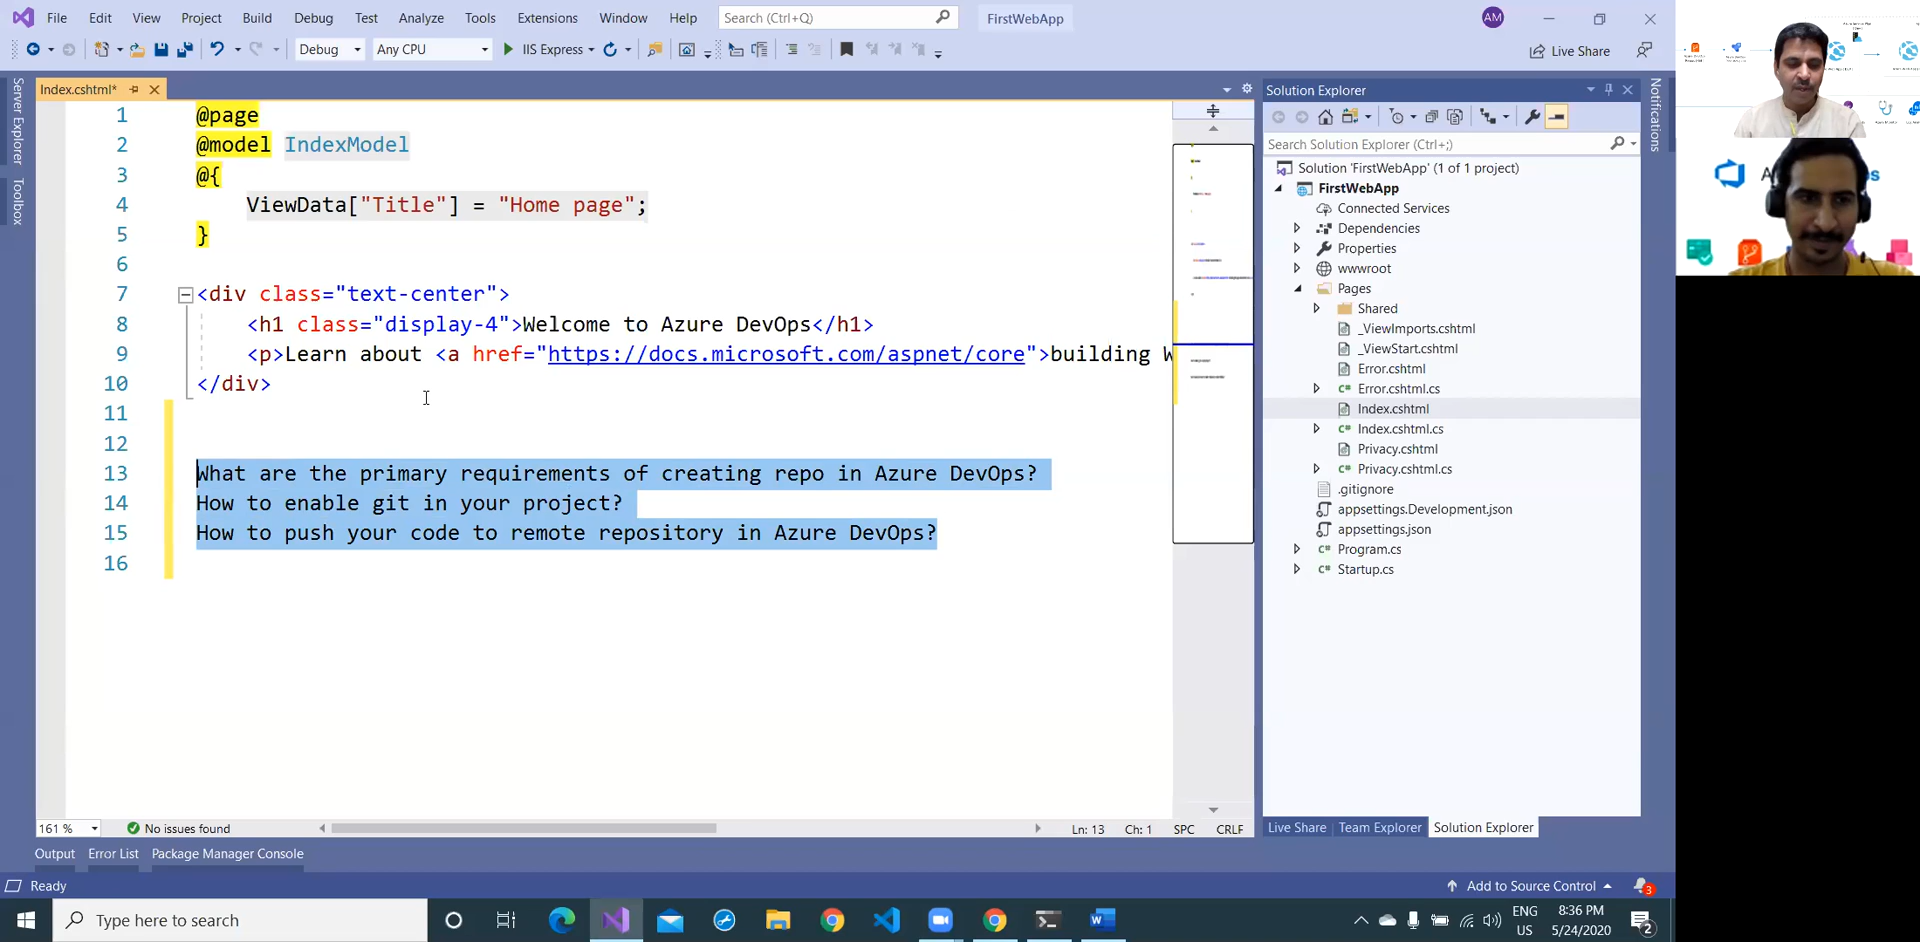 File Edit View Project Build Debug Test Analyze Tools Extensions Window Help Search (Ctrl+Q) FirstWebApp AM
Debug Any CPU IIS Express Live Share
Server Explorer
Toolbox
Index.cshtml*
1 @page
2 @model IndexModel
3 @{
4 ViewData["Title"] = "Home page";
5 }
6
7 <div class="text-center">
8 <h1 class="display-4">Welcome to Azure DevOps</h1>
9 <p>Learn about <a href="https://docs.microsoft.com/aspnet/core">building W
10 </div>
11
12
13 What are the primary requirements of creating repo in Azure DevOps?
14 How to enable git in your project?
15 How to push your code to remote repository in Azure DevOps?
16
161 % No issues found Ln: 13 Ch: 1 SPC CRLF
Output Error List Package Manager Console
Solution Explorer
Search Solution Explorer (Ctrl+;)
Solution 'FirstWebApp' (1 of 1 project)
FirstWebApp
Connected Services
Dependencies
Properties
wwwroot
Pages
Shared
_ViewImports.cshtml
_ViewStart.cshtml
Error.cshtml
C# Error.cshtml.cs
Index.cshtml
C# Index.cshtml.cs
Privacy.cshtml
C# Privacy.cshtml.cs
.gitignore
appsettings.Development.json
appsettings.json
C# Program.cs
C# Startup.cs
Live Share Team Explorer Solution Explorer
Notifications
Ready Add to Source Control 3
Type here to search
ENG
US
8:36 PM
5/24/2020
2